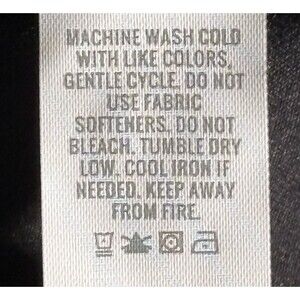 MACHINE WASH COLD
WITH LIKE COLORS,
GENTLE CYCLE. DO NOT
USE FABRIC
SOFTENERS. DO NOT
BLEACH. TUMBLE DRY
LOW. COOL IRON IF
NEEDED. KEEP AWAY
FROM FIRE.